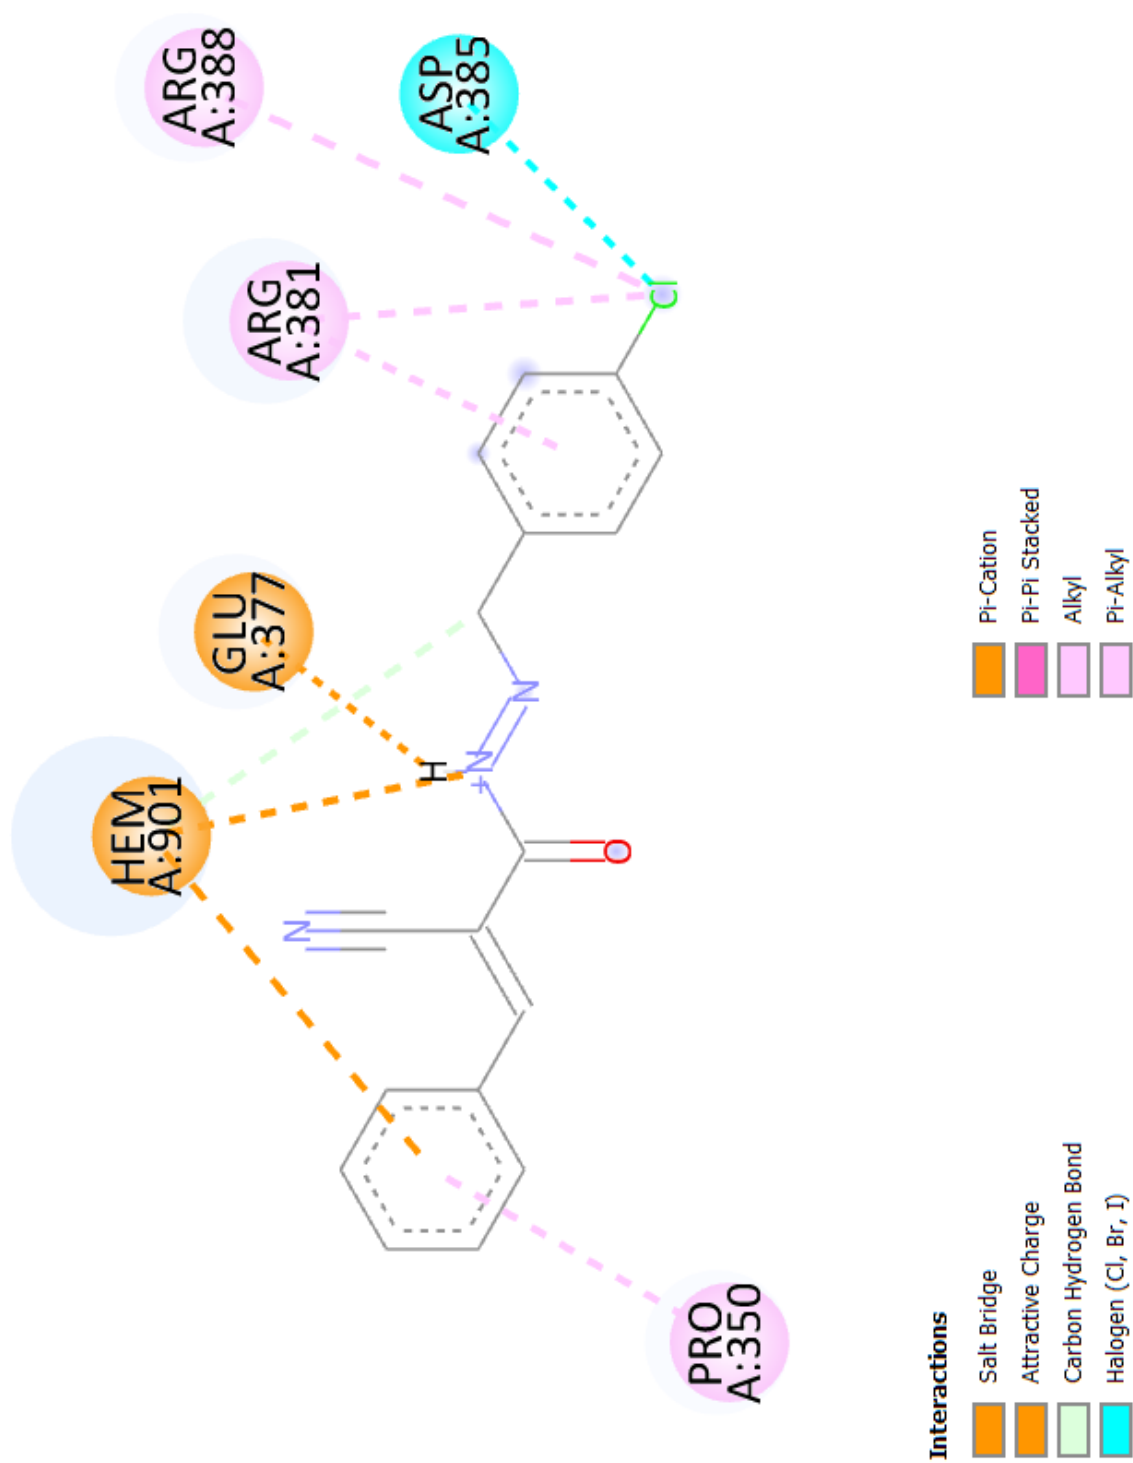 PRO
A:350
HEM
A:901
GLU
A:377
ARG
A:381
ARG
A:388
ASP
A:385
N
H
N
+
N
O
Cl
Interactions
Salt Bridge
Attractive Charge
Carbon Hydrogen Bond
Halogen (Cl, Br, I)
Pi-Cation
Pi-Pi Stacked
Alkyl
Pi-Alkyl